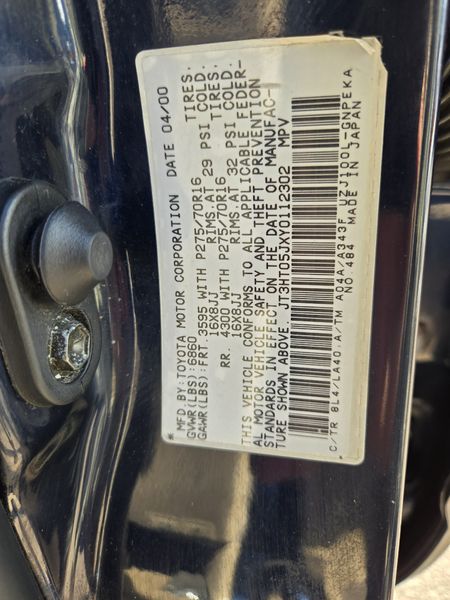 * MFD.BY:TOYOTA MOTOR CORPORATION DATE 04/00
GVWR(LBS):6860
GAWR(LBS):FRT.3595 WITH P275/70R16 TIRES:
16X8JJ RIMS.AT 29 PSI COLD.
RR. 4300 WITH P275/70R16 TIRES:
16X8JJ RIMS.AT 32 PSI COLD.
THIS VEHICLE CONFORMS TO ALL APPLICABLE FEDER-
AL MOTOR VEHICLE SAFETY AND THEFT PREVENTION
STANDARDS IN EFFECT ON THE DATE OF MANUFAC-
TURE SHOWN ABOVE. JT3HT05JXY0112302 MPV
C/TR 8L4/LA40.A/TM A04A/A343F UZJ100L-GNPEKA
* NO.484 MADE IN JAPAN